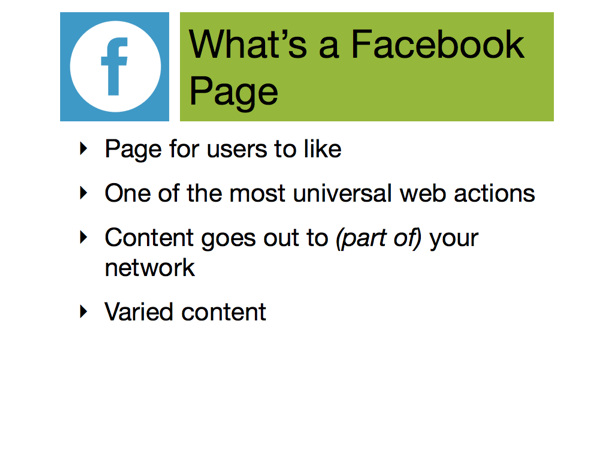 What’s a Facebook
Page
Page for users to like
One of the most universal web actions
Content goes out to (part of) your
network
Varied content